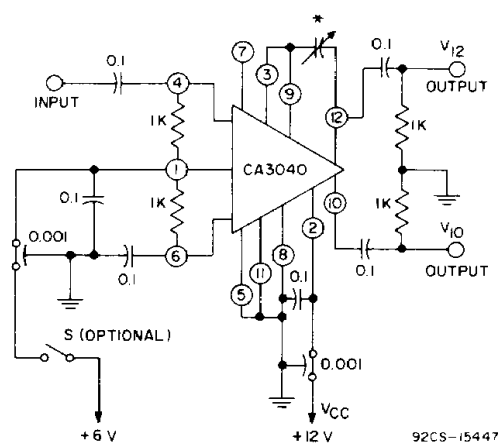 *
7
0.1
4
3
9
0.1
V12
INPUT
12
OUTPUT
1K
1K
CA3040
1
0.1
10
1K
1K
2
V10
0.001
6
8
0.1
OUTPUT
0.1
5
11
0.1
S (OPTIONAL)
0.001
VCC
+6 V
+12 V
92CS-15447